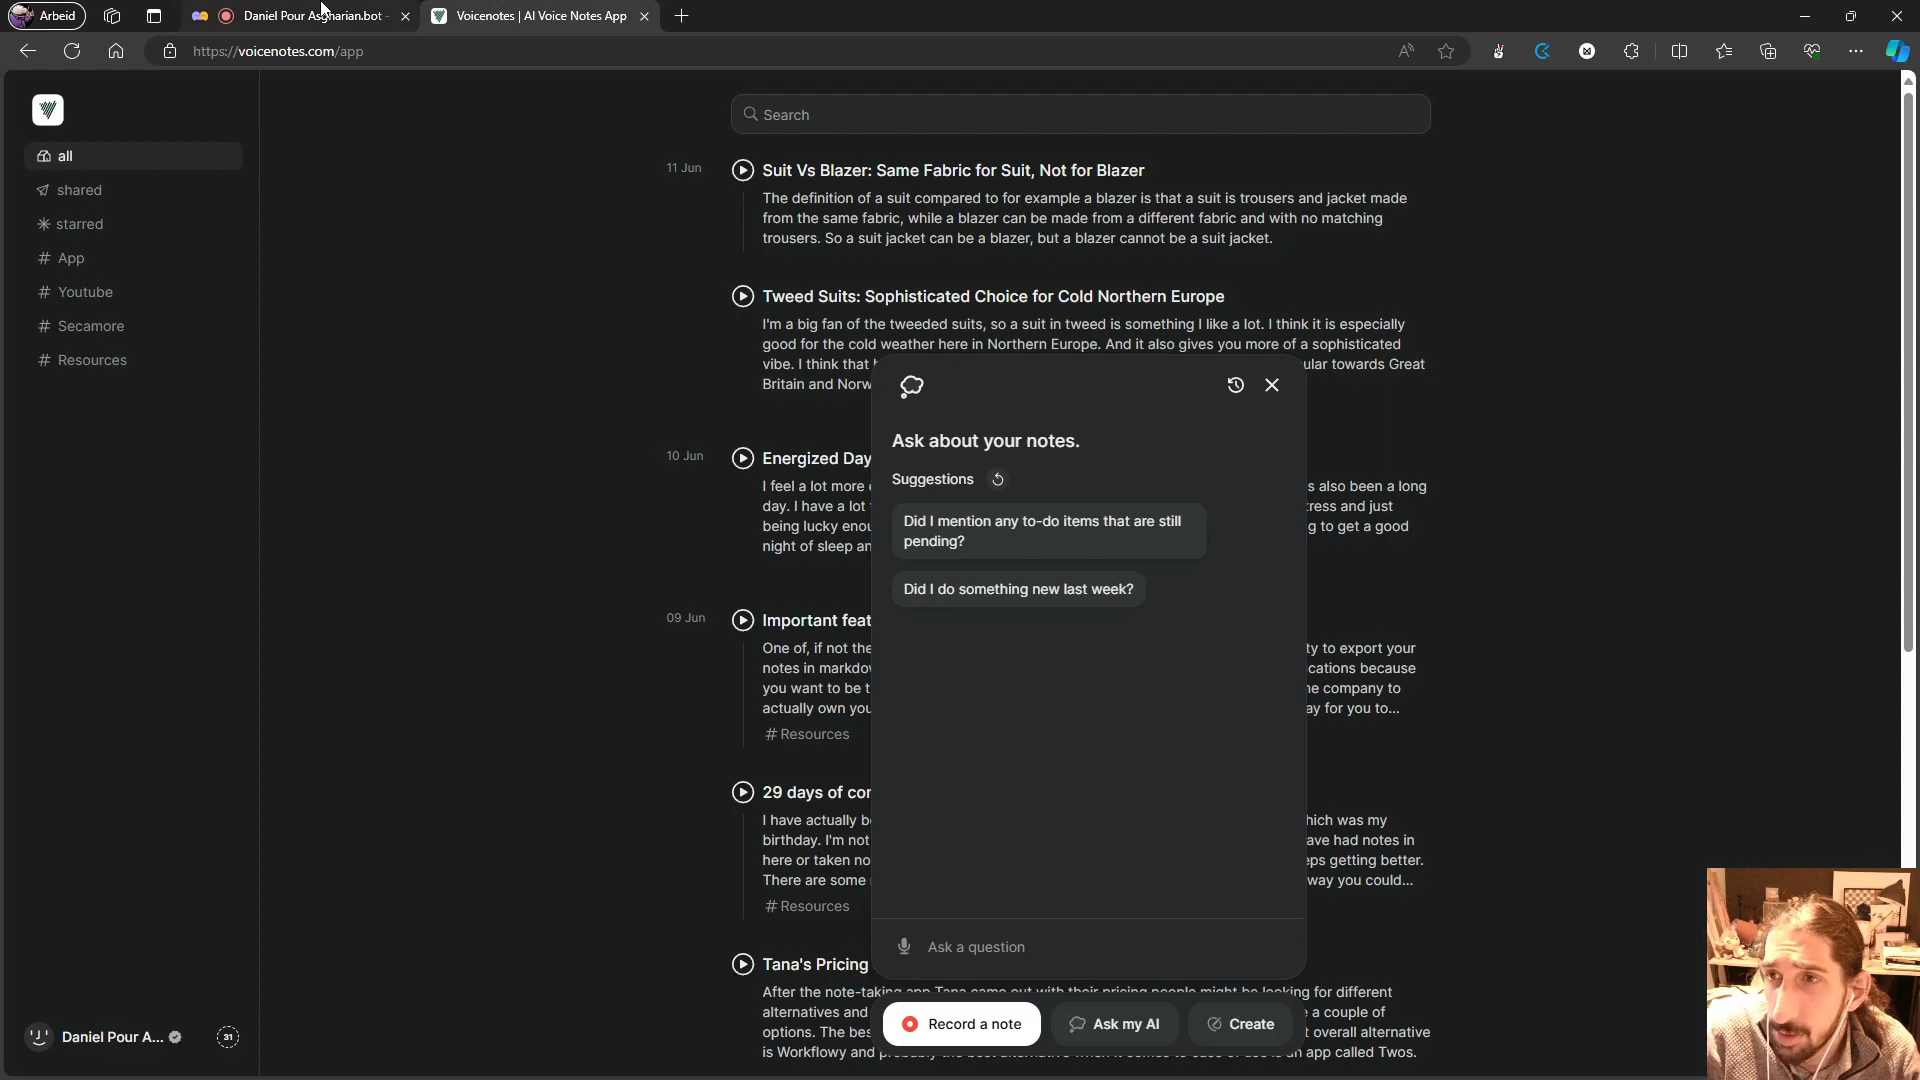 Arbeid
Daniel Pour Asgharian.bot -
Voicenotes | AI Voice Notes App
https://voicenotes.com/app
all
shared
starred
# App
# Youtube
# Secamore
# Resources
Daniel Pour A...
31
Search
11 Jun
Suit Vs Blazer: Same Fabric for Suit, Not for Blazer
The definition of a suit compared to for example a blazer is that a suit is trousers and jacket made
from the same fabric, while a blazer can be made from a different fabric and with no matching
trousers. So a suit jacket can be a blazer, but a blazer cannot be a suit jacket.
Tweed Suits: Sophisticated Choice for Cold Northern Europe
I'm a big fan of the tweeded suits, so a suit in tweed is something I like a lot. I think it is especially
good for the cold weather here in Northern Europe. And it also gives you more of a sophisticated
vibe. I think that ular towards Great
Britain and Norw
10 Jun
Energized Day
I feel a lot more s also been a long
day. I have a lot ress and just
being lucky enou g to get a good
night of sleep an
09 Jun
Important feat
One of, if not the ty to export your
notes in markdow cations because
you want to be t he company to
actually own you ay for you to...
# Resources
29 days of cor
I have actually b hich was my
birthday. I'm not ave had notes in
here or taken no eps getting better.
There are some way you could...
# Resources
Tana's Pricing
After the note-taking app Tana came out with their pricing people might be looking for different
alternatives and a couple of
options. The bes t overall alternative
is Workflowy and probably the best alternative when it comes to ease of use is an app called Twos.
Ask about your notes.
Suggestions
Did I mention any to-do items that are still
pending?
Did I do something new last week?
Ask a question
Record a note
Ask my AI
Create